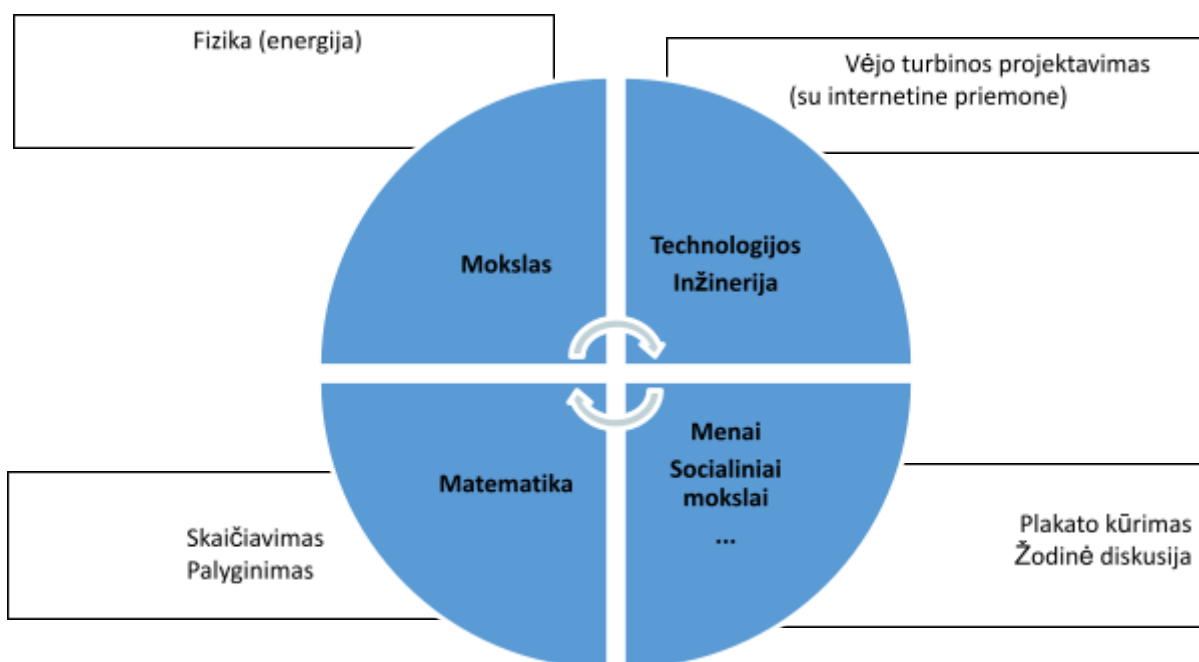 Fizika (energija)
Vėjo turbinos projektavimas
(su internetine priemone)
Mokslas
Technologijos
Inžinerija
Matematika
Menai
Socialiniai
mokslai
...
Skaičiavimas
Palyginimas
Plakato kūrimas
Žodinė diskusija